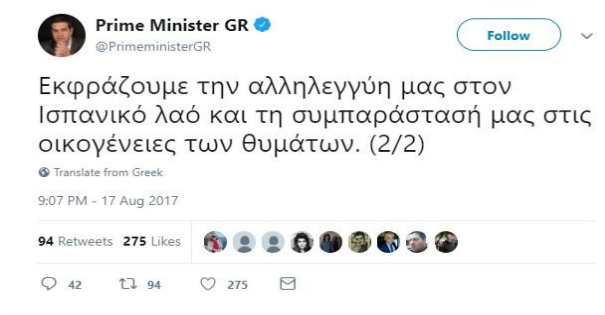 Prime Minister GR
@PrimeministerGR
Follow
Εκφράζουμε την αλληλεγγύη μας στον
Ισπανικό λαό και τη συμπαράστασή μας στις
οικογένειες των θυμάτων. (2/2)
Translate from Greek
9:07 PM - 17 Aug 2017
94 Retweets 275 Likes
42 94 275